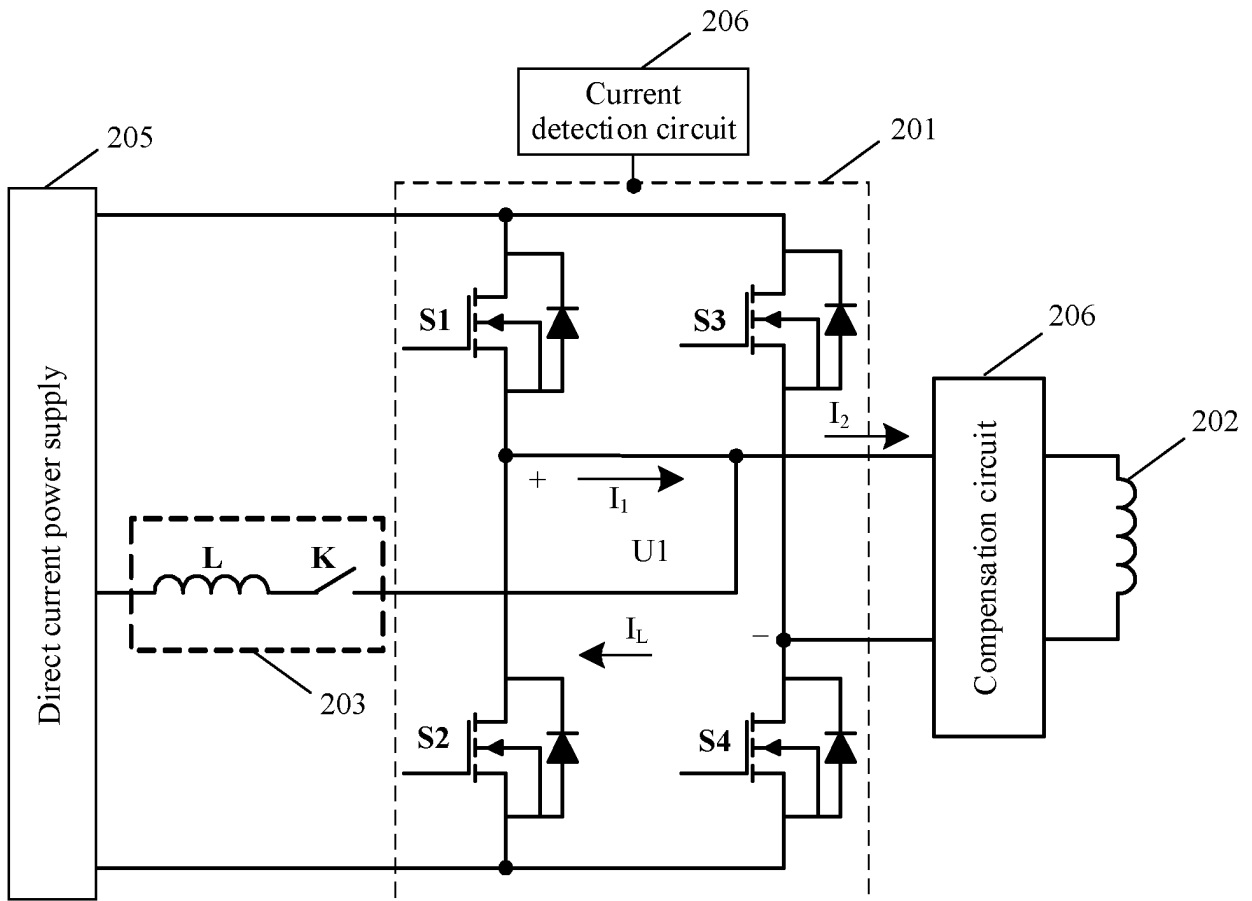 206
Current
detection circuit
205
201
S1
S3
206
I2
202
+
I1
Direct current power supply
L
K
U1
Compensation circuit
IL
−
203
S2
S4